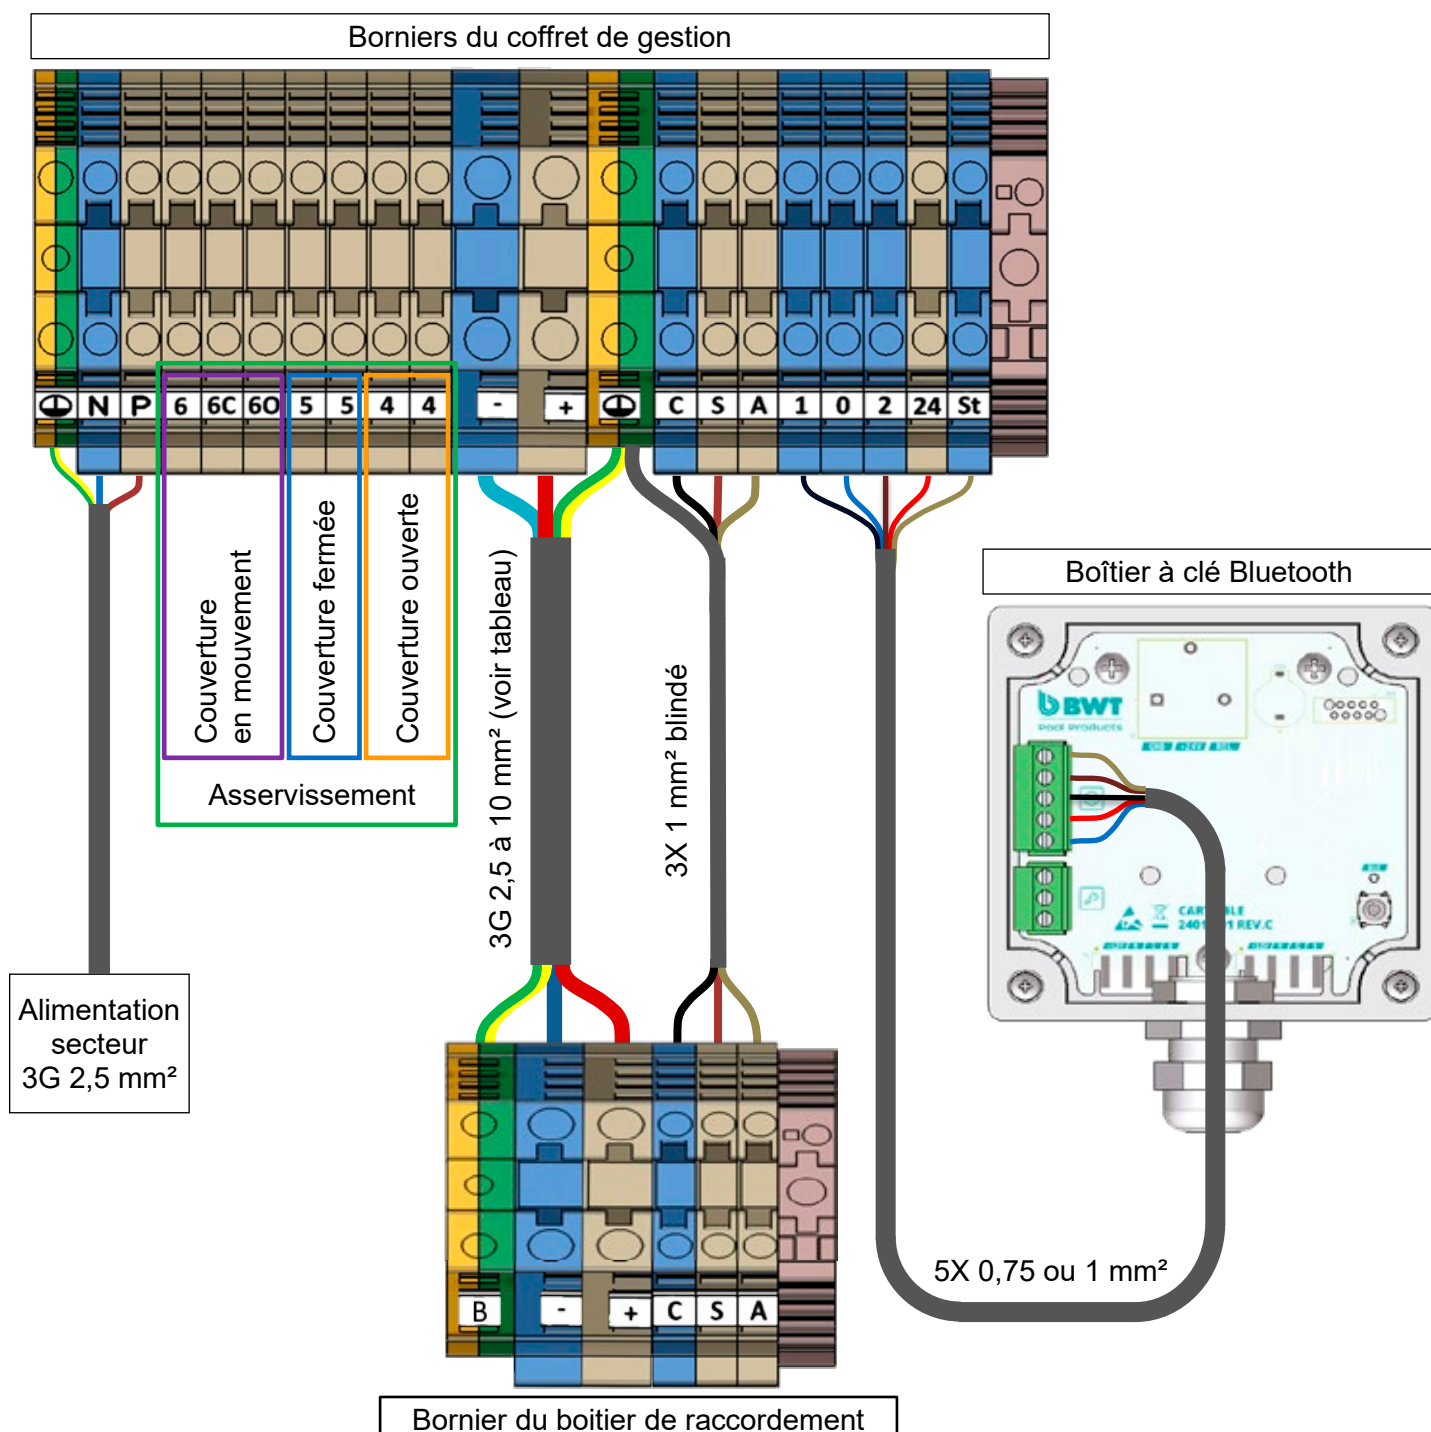 Borniers du coffret de gestion
N P 6 6C 6O 5 5 4 4 - + C S A 1 0 2 24 St
Couverture
en mouvement
Couverture fermée
Couverture ouverte
Asservissement
3G 2,5 à 10 mm² (voir tableau)
3X 1 mm² blindé
Boîtier à clé Bluetooth
BWT
Pool Products
2401
REV.C
Alimentation
secteur
3G 2,5 mm²
5X 0,75 ou 1 mm²
B - + C S A
Bornier du boitier de raccordement